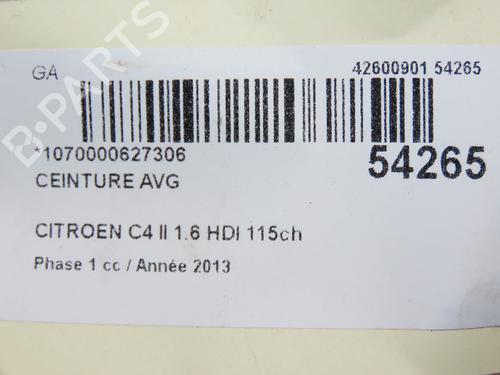 GA
42600901 54265
*1070000627306
54265
CEINTURE AVG
CITROEN C4 II 1.6 HDI 115ch
Phase 1 cc / Année 2013
B-PARTS